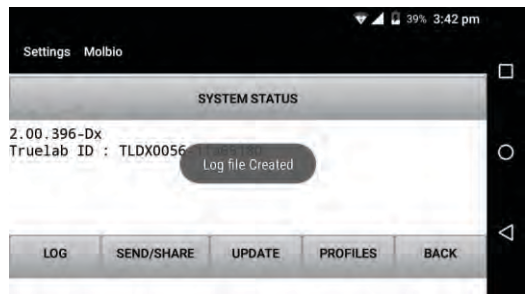 39% 3:42 pm
Settings Molbio
SYSTEM STATUS
2.00.396-Dx
Truelab ID : TLDX0056
Log file Created
LOG SEND/SHARE UPDATE PROFILES BACK